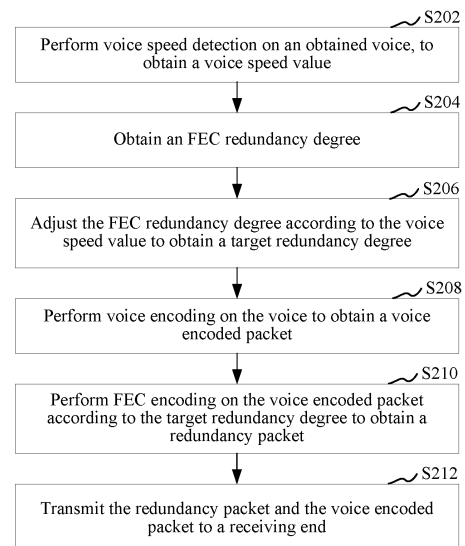 S202
Perform voice speed detection on an obtained voice, to
obtain a voice speed value
S204
Obtain an FEC redundancy degree
S206
Adjust the FEC redundancy degree according to the voice
speed value to obtain a target redundancy degree
S208
Perform voice encoding on the voice to obtain a voice
encoded packet
S210
Perform FEC encoding on the voice encoded packet
according to the target redundancy degree to obtain a
redundancy packet
S212
Transmit the redundancy packet and the voice encoded
packet to a receiving end